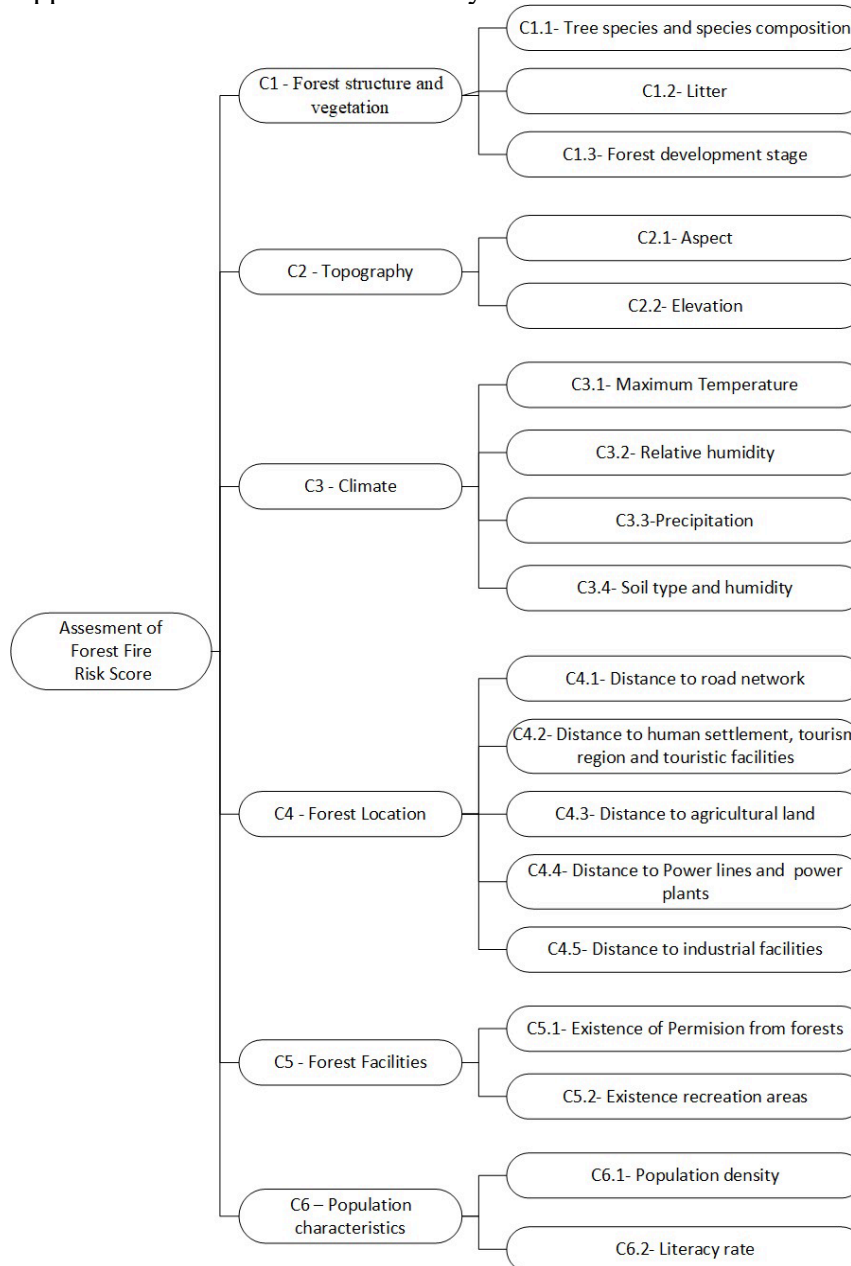 C1.1- Tree species and species composition
C1 - Forest structure and
vegetation
C1.2- Litter
C1.3- Forest development stage
C2.1- Aspect
C2 - Topography
C2.2- Elevation
C3.1- Maximum Temperature
C3.2- Relative humidity
C3 - Climate
C3.3-Precipitation
C3.4- Soil type and humidity
Assesment of
Forest Fire
Risk Score
C4.1- Distance to road network
C4.2- Distance to human settlement, tourism
region and touristic facilities
C4 - Forest Location
C4.3- Distance to agricultural land
C4.4- Distance to Power lines and power
plants
C4.5- Distance to industrial facilities
C5.1- Existence of Permision from forests
C5 - Forest Facilities
C5.2- Existence recreation areas
C6.1- Population density
C6 – Population
characteristics
C6.2- Literacy rate